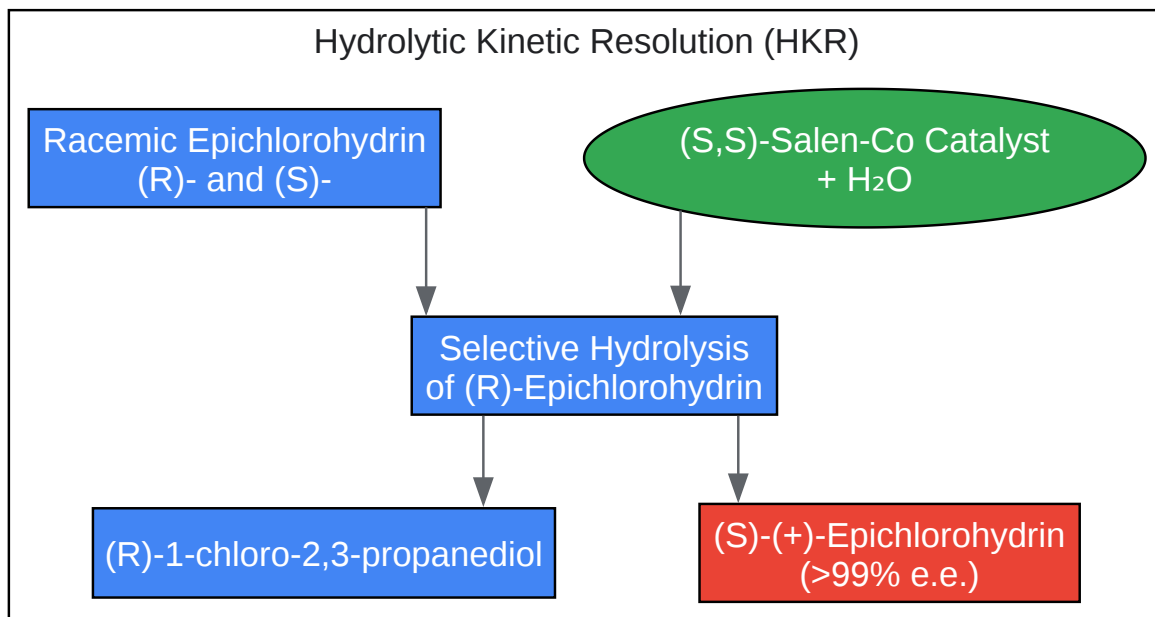 Hydrolytic Kinetic Resolution (HKR)
Racemic Epichlorohydrin
(R)- and (S)-
(S,S)-Salen-Co Catalyst
+ H₂O
Selective Hydrolysis
of (R)-Epichlorohydrin
(R)-1-chloro-2,3-propanediol
(S)-(+)-Epichlorohydrin
(>99% e.e.)